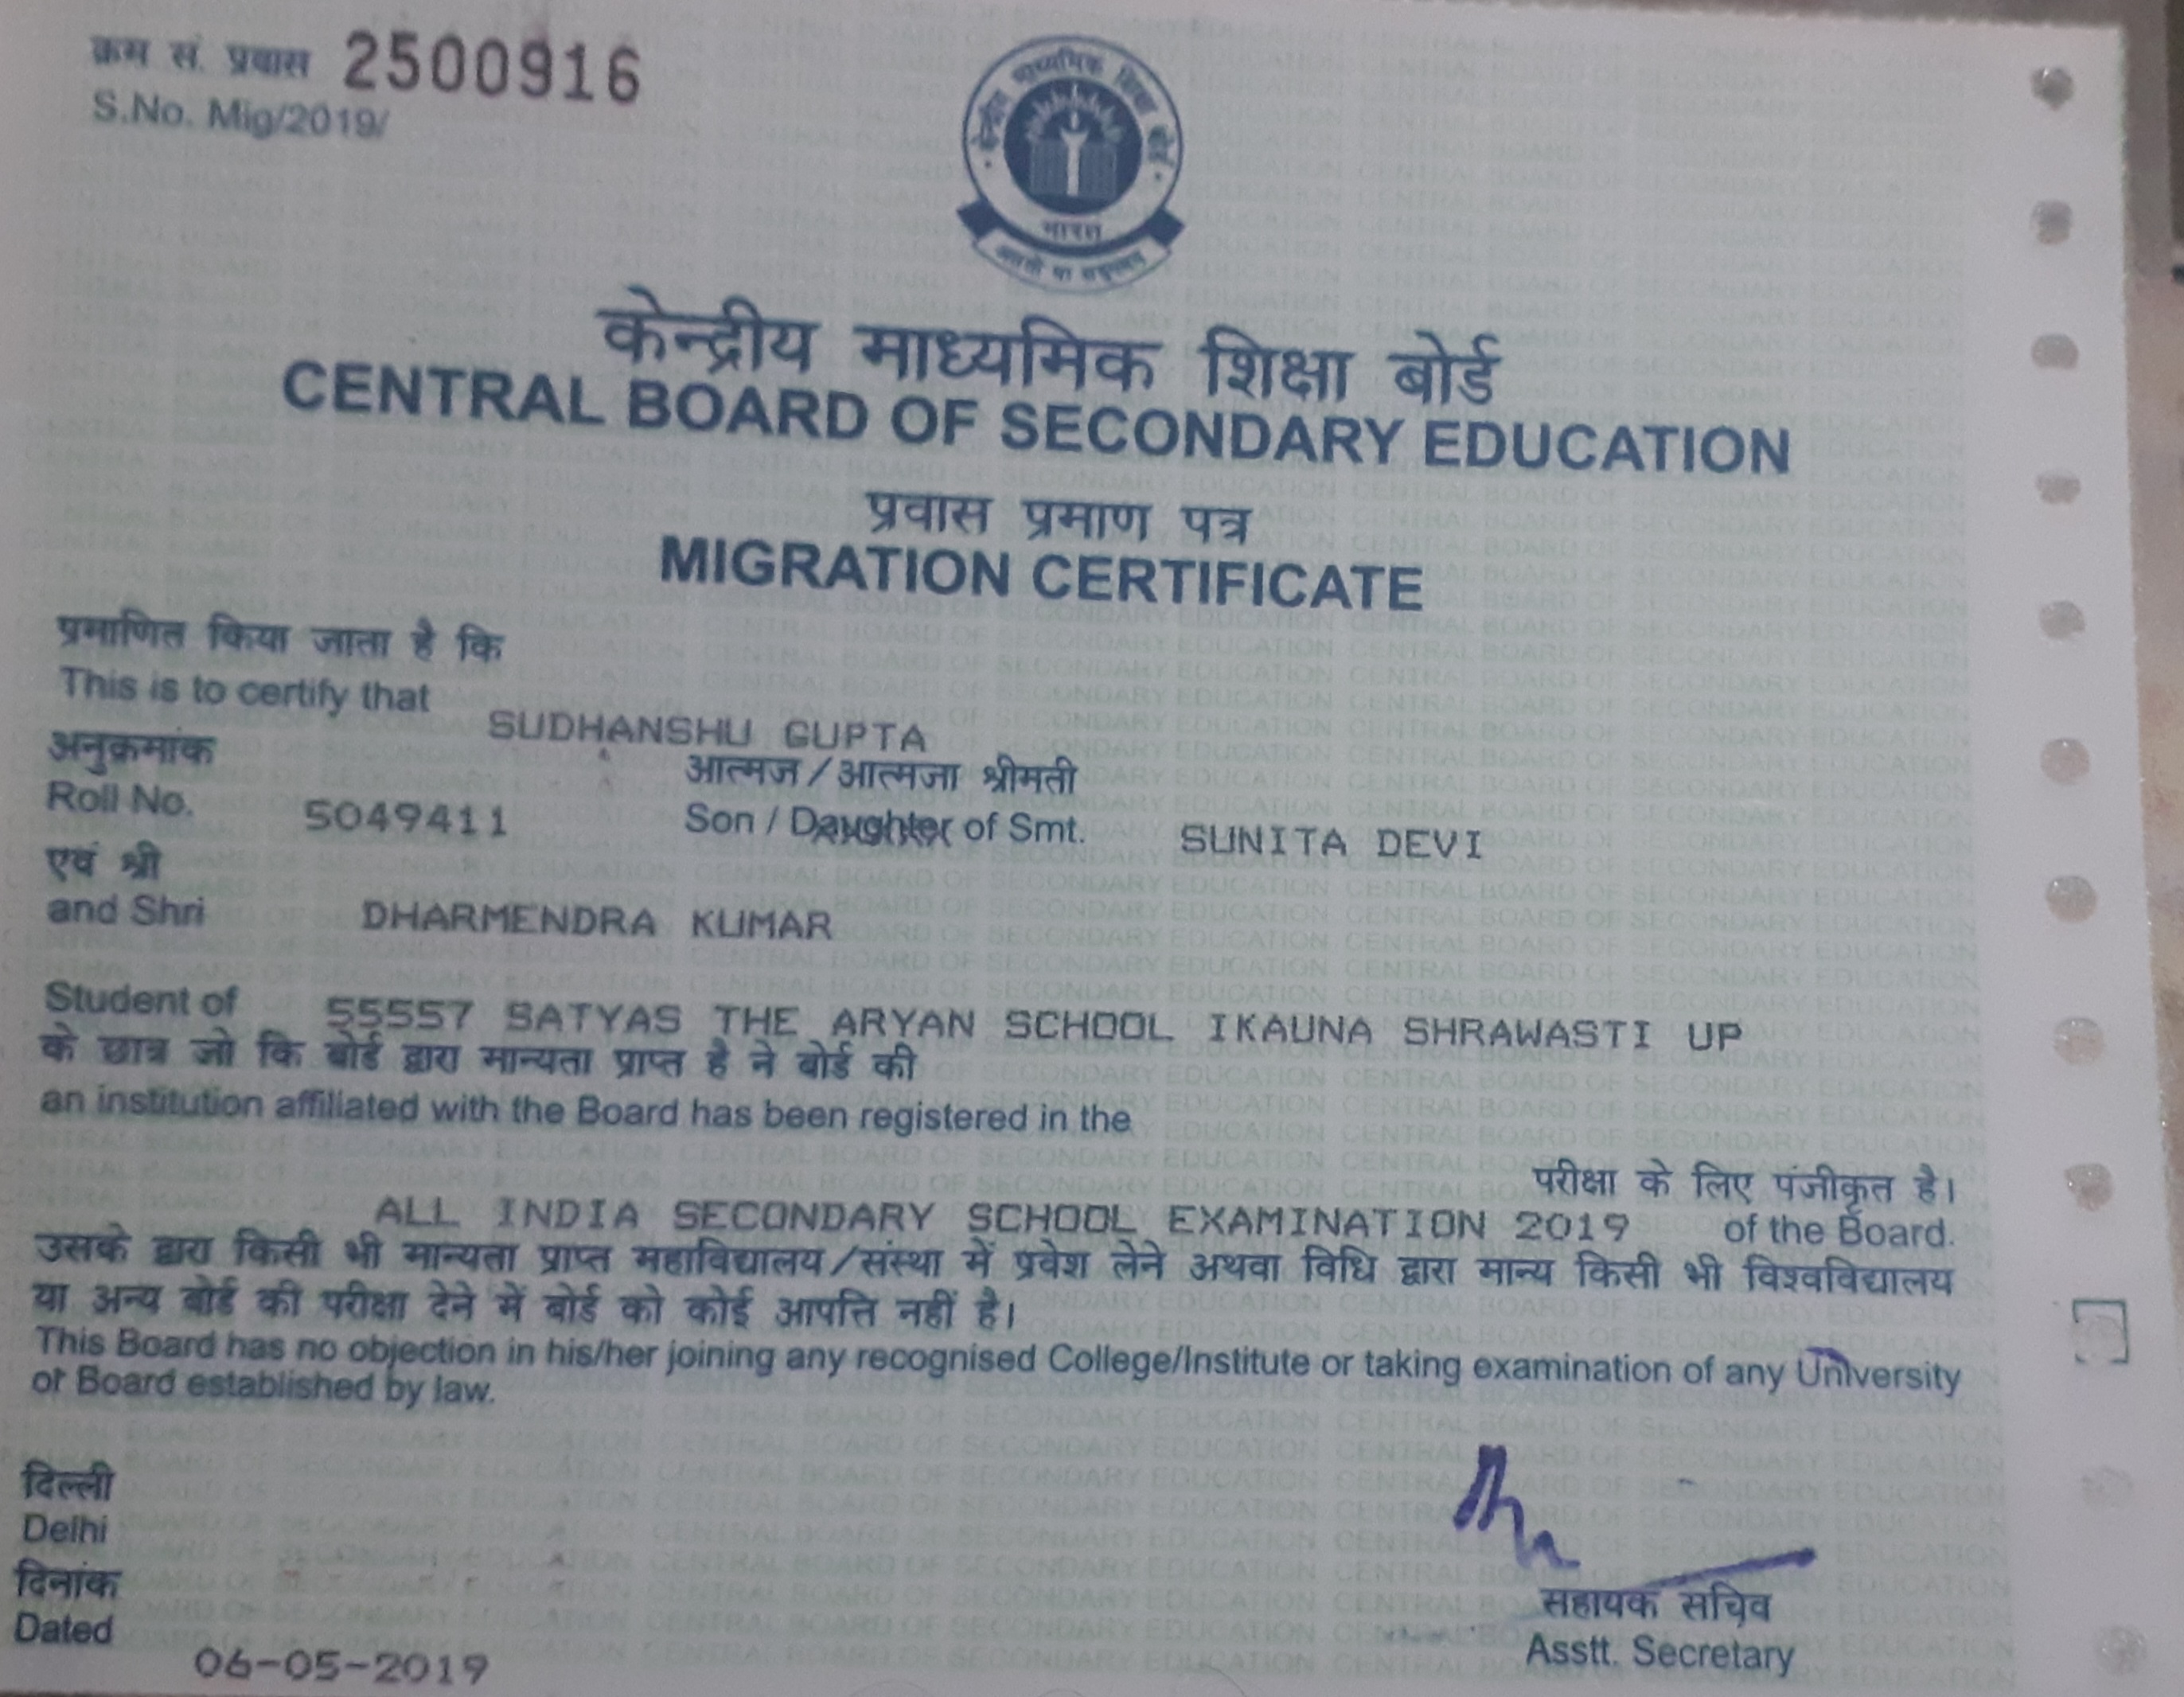 क्रम सं. प्रवास 2500916
S.No. Mig/2019/
केन्द्रीय माध्यमिक शिक्षा बोर्ड
भारत
असतो मा सद्गमय
केन्द्रीय माध्यमिक शिक्षा बोर्ड
CENTRAL BOARD OF SECONDARY EDUCATION
प्रवास प्रमाण पत्र
MIGRATION CERTIFICATE
प्रमाणित किया जाता है कि
This is to certify that
SUDHANSHU GUPTA
अनुक्रमांक आत्मज/आत्मजा श्रीमती
Roll No. 5049411 Son / Daughter of Smt. SUNITA DEVI
एवं श्री
and Shri DHARMENDRA KUMAR
Student of 55557 SATYAS THE ARYAN SCHOOL IKAUNA SHRAWASTI UP
के छात्र जो कि बोर्ड द्वारा मान्यता प्राप्त है ने बोर्ड की
an institution affiliated with the Board has been registered in the
परीक्षा के लिए पंजीकृत है।
ALL INDIA SECONDARY SCHOOL EXAMINATION 2019 of the Board.
उसके द्वारा किसी भी मान्यता प्राप्त महाविद्यालय/संस्था में प्रवेश लेने अथवा विधि द्वारा मान्य किसी भी विश्वविद्यालय
या अन्य बोर्ड की परीक्षा देने में बोर्ड को कोई आपत्ति नहीं है।
This Board has no objection in his/her joining any recognised College/Institute or taking examination of any University
or Board established by law.
दिल्ली
Delhi
दिनांक
Dated
06-05-2019
सहायक सचिव
Asstt. Secretary